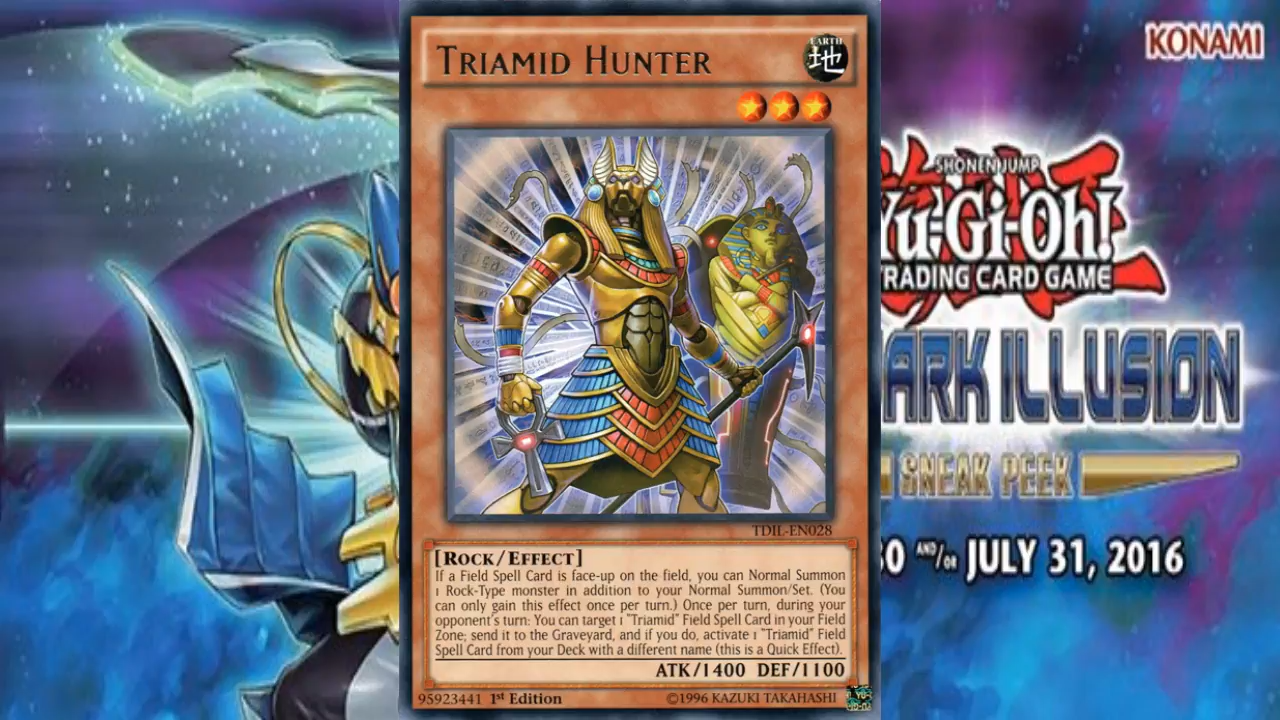 TRIAMID HUNTER
EARTH
地
TDIL-EN028
[ROCK/EFFECT]
If a Field Spell Card is face-up on the field, you can Normal Summon
1 Rock-Type monster in addition to your Normal Summon/Set. (You
can only gain this effect once per turn.) Once per turn, during your
opponent's turn: You can target 1 "Triamid" Field Spell Card in your Field
Zone; send it to the Graveyard, and if you do, activate 1 "Triamid" Field
Spell Card from your Deck with a different name (this is a Quick Effect).
ATK/1400 DEF/1100
95923441 1st Edition
©1996 KAZUKI TAKAHASHI
KONAMI
SHONEN JUMP
Yu-Gi-Oh!
TRADING CARD GAME
ARK ILLUSION
SNEAK PEEK
0 AND/OR JULY 31, 2016